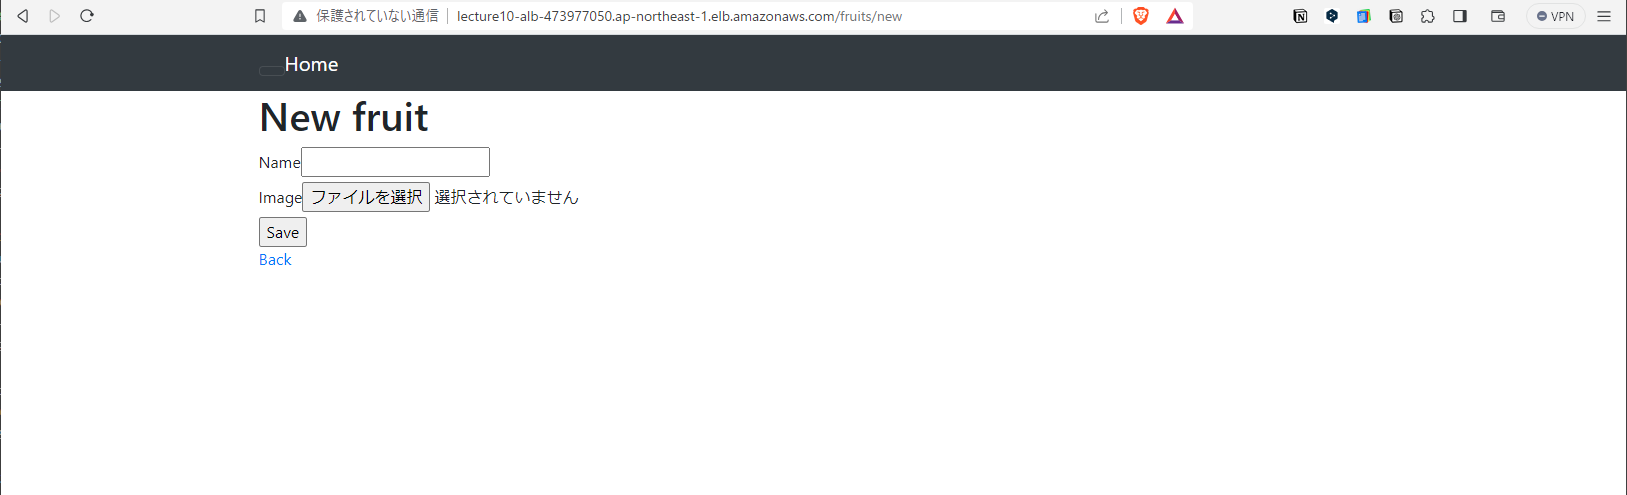 保護されていない通信 lecture10-alb-473977050.ap-northeast-1.elb.amazonaws.com/fruits/new VPN
Home
New fruit
Name
Image ファイルを選択 選択されていません
Save
Back